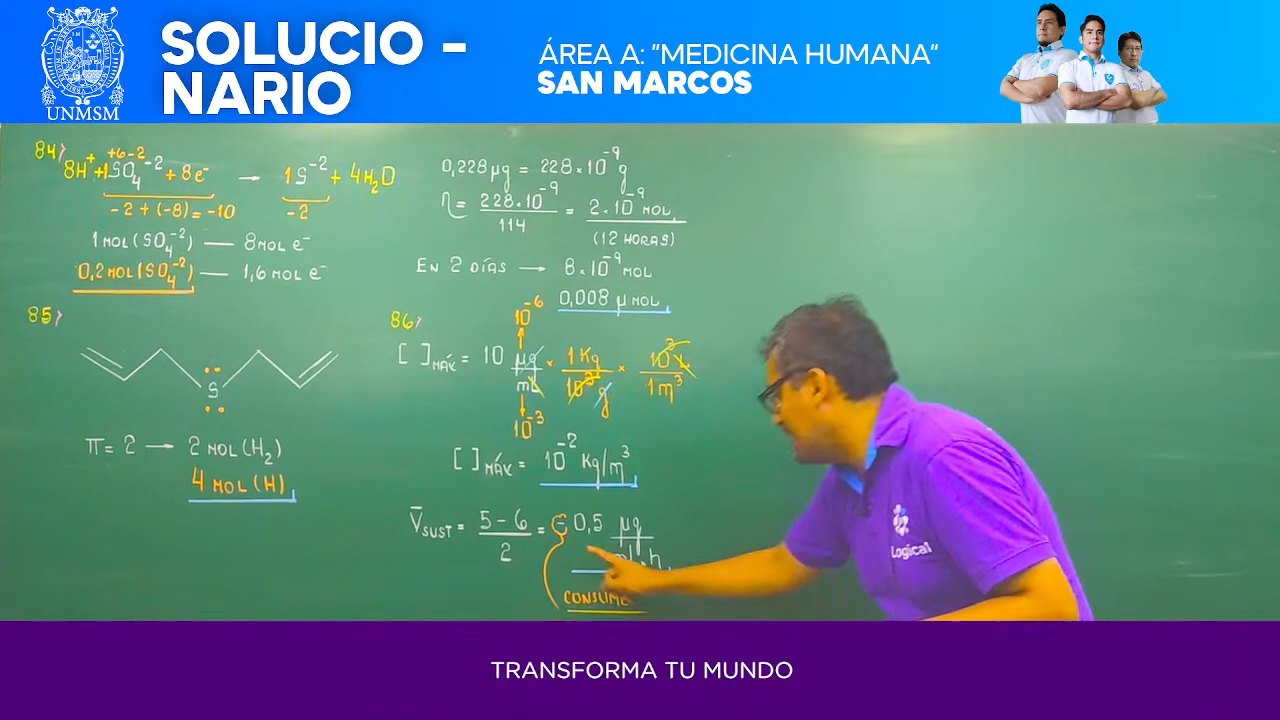 SOLUCIO -
NARIO
UNMSM
ÁREA A: "MEDICINA HUMANA"
SAN MARCOS
84>
+6 -2
8H⁺ + 1SO₄⁻² + 8e⁻ → 1S⁻² + 4H₂O
-2 + (-8) = -10
-2
1 MOL (SO₄⁻²) — 8 MOL e⁻
0,2 MOL (SO₄⁻²) — 1,6 MOL e⁻
85>
S
π = 2 → 2 MOL (H₂)
4 MOL (H)
0,228 μg = 228×10⁻⁹ g
η = 228×10⁻⁹ / 114 = 2×10⁻⁹ MOL / (12 HORAS)
EN 2 DÍAS → 8×10⁻⁹ MOL
0,008 μ MOL
86>
10⁻⁶
[ ]MÁX = 10 μg/mL × 1 Kg / 10³ g × 10³ L / 1 m³
10⁻³
[ ]MÁX = 10⁻² Kg/m³
V̄SUST = 5 - 6 / 2 = - 0,5 μg / mL.h
CONSUME
Logical
TRANSFORMA TU MUNDO